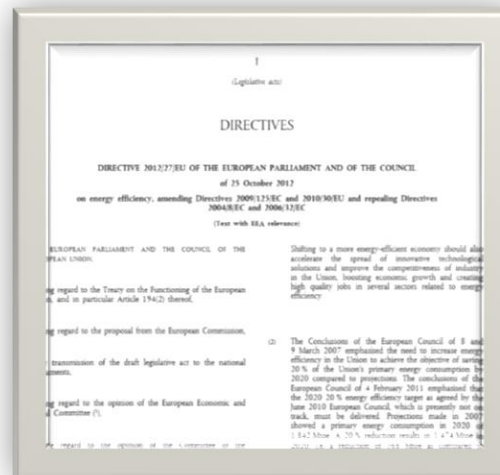 I
(Legislative acts)
DIRECTIVES
DIRECTIVE 2012/27/EU OF THE EUROPEAN PARLIAMENT AND OF THE COUNCIL
of 25 October 2012
on energy efficiency, amending Directives 2009/125/EC and 2010/30/EU and repealing Directives
2004/8/EC and 2006/32/EC
(Text with EEA relevance)
EUROPEAN PARLIAMENT AND THE COUNCIL OF THE
PEAN UNION,
ng regard to the Treaty on the Functioning of the European
n, and in particular Article 194(2) thereof,
ng regard to the proposal from the European Commission,
transmission of the draft legislative act to the national
aments,
ng regard to the opinion of the European Economic and
l Committee (¹),
Shifting to a more energy-efficient economy should also
accelerate the spread of innovative technological
solutions and improve the competitiveness of industry
in the Union, boosting economic growth and creating
high quality jobs in several sectors related to energy
efficiency
(2) The Conclusions of the European Council of 8 and
9 March 2007 emphasised the need to increase energy
efficiency in the Union to achieve the objective of saving
20 % of the Union's primary energy consumption by
2020 compared to projections. The conclusions of the
European Council of 4 February 2011 emphasised that
the 2020 20 % energy efficiency target as agreed by the
June 2010 European Council, which is presently not on
track, must be delivered. Projections made in 2007
showed a primary energy consumption in 2020 of